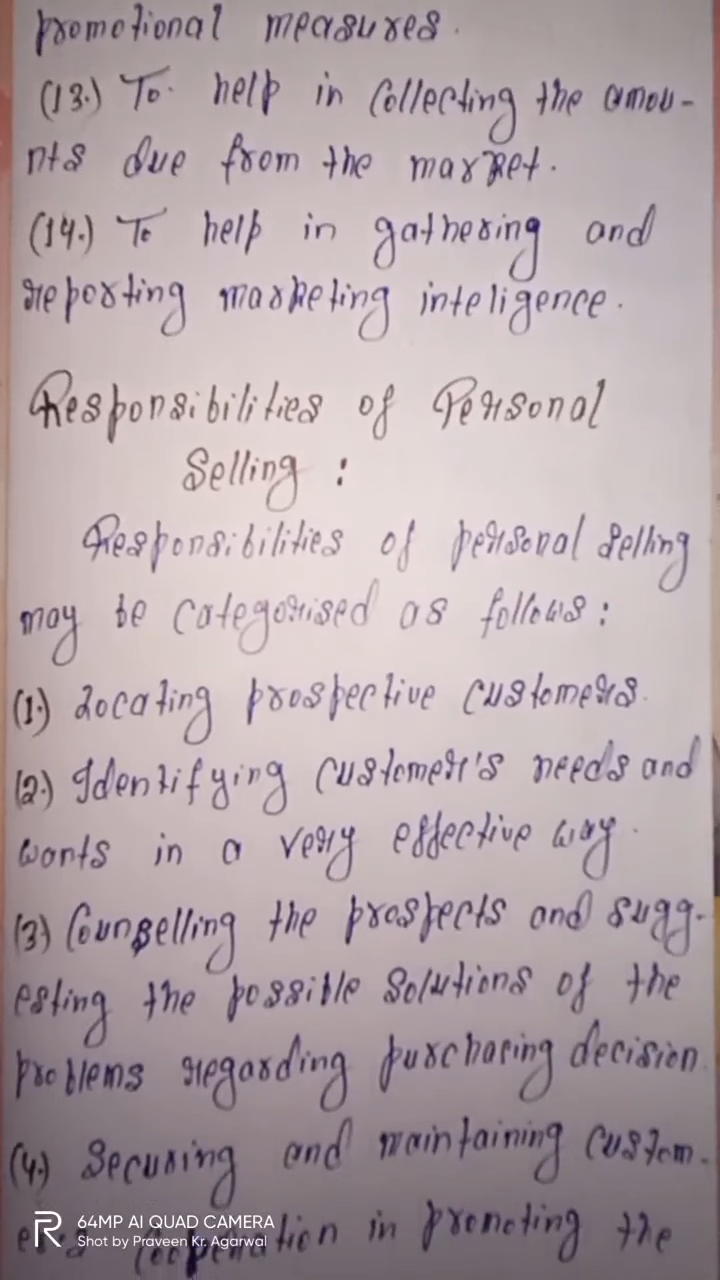 promotional measures.
(13.) To help in Collecting the amou-
nts due from the market.
(14.) To help in gathering and
reporting marketing inteligence.
Responsibilities of Personal
Selling :
Responsibilities of personal selling
may be categorised as follows :
(1.) Locating prospective customers.
(2.) Identifying customer's needs and
wants in a very effective way.
(3) Counselling the prospects and sugg-
esting the possible solutions of the
problems regarding purchasing decision.
(4.) Securing and maintaining custom-
cooperation in promoting the
64MP AI QUAD CAMERA
Shot by Praveen Kr. Agarwal